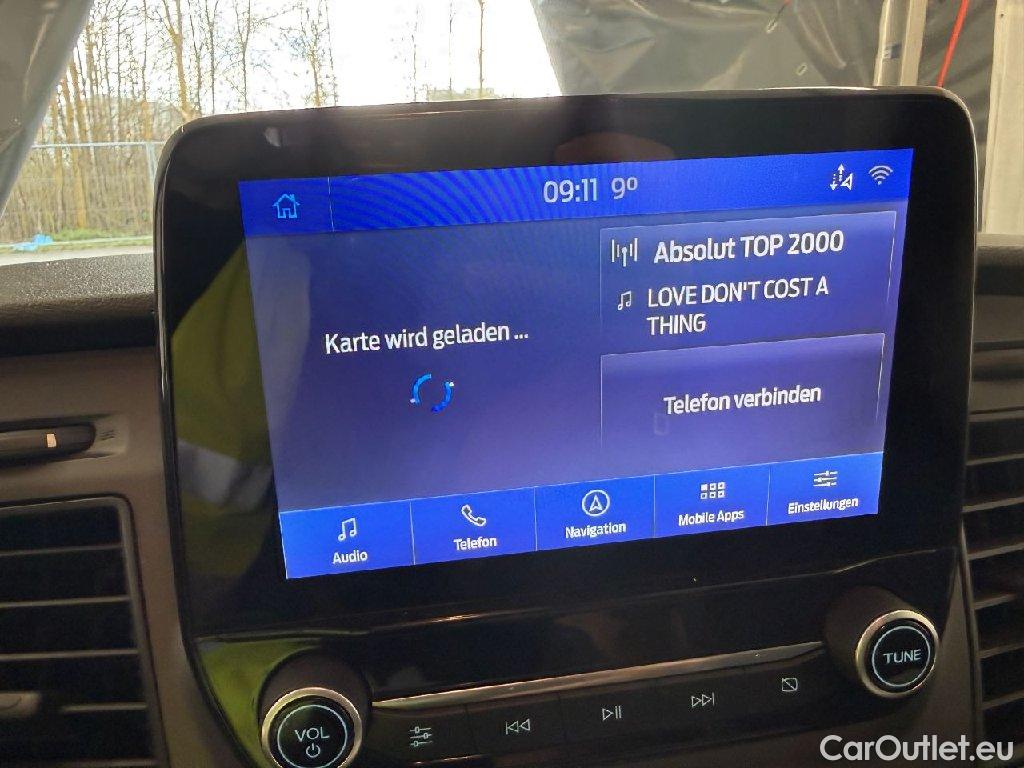 09:11 9°
Absolut TOP 2000
LOVE DON'T COST A
THING
Karte wird geladen ...
Telefon verbinden
Audio
Telefon
Navigation
Mobile Apps
Einstellungen
VOL
TUNE
CarOutlet.eu